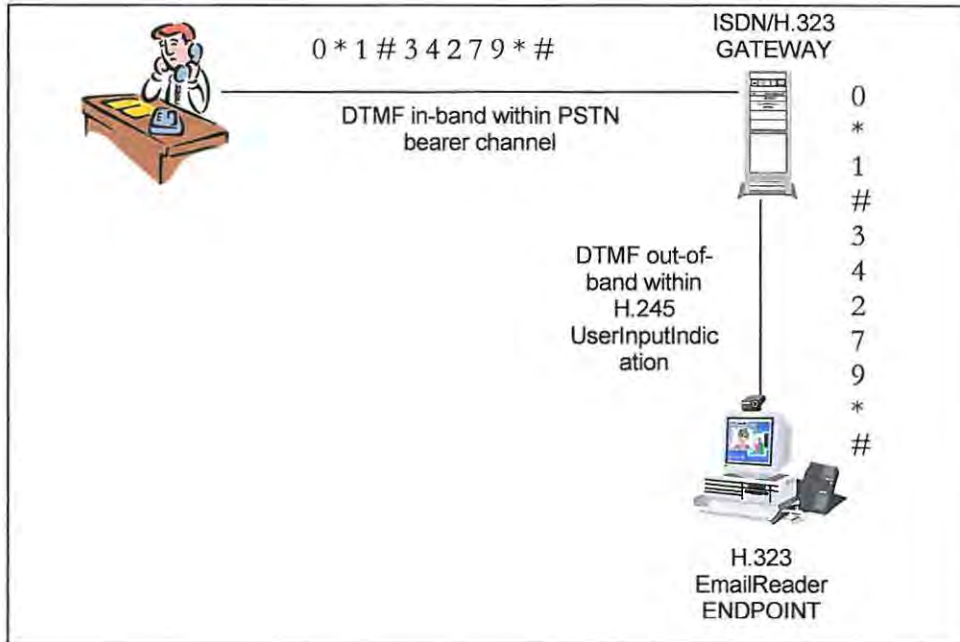 0 * 1 # 3 4 2 7 9 * #
ISDN/H.323
GATEWAY
DTMF in-band within PSTN
bearer channel
0
*
1
#
3
4
2
7
9
*
#
DTMF out-of-
band within
H.245
UserInputIndic
ation
H.323
EmailReader
ENDPOINT